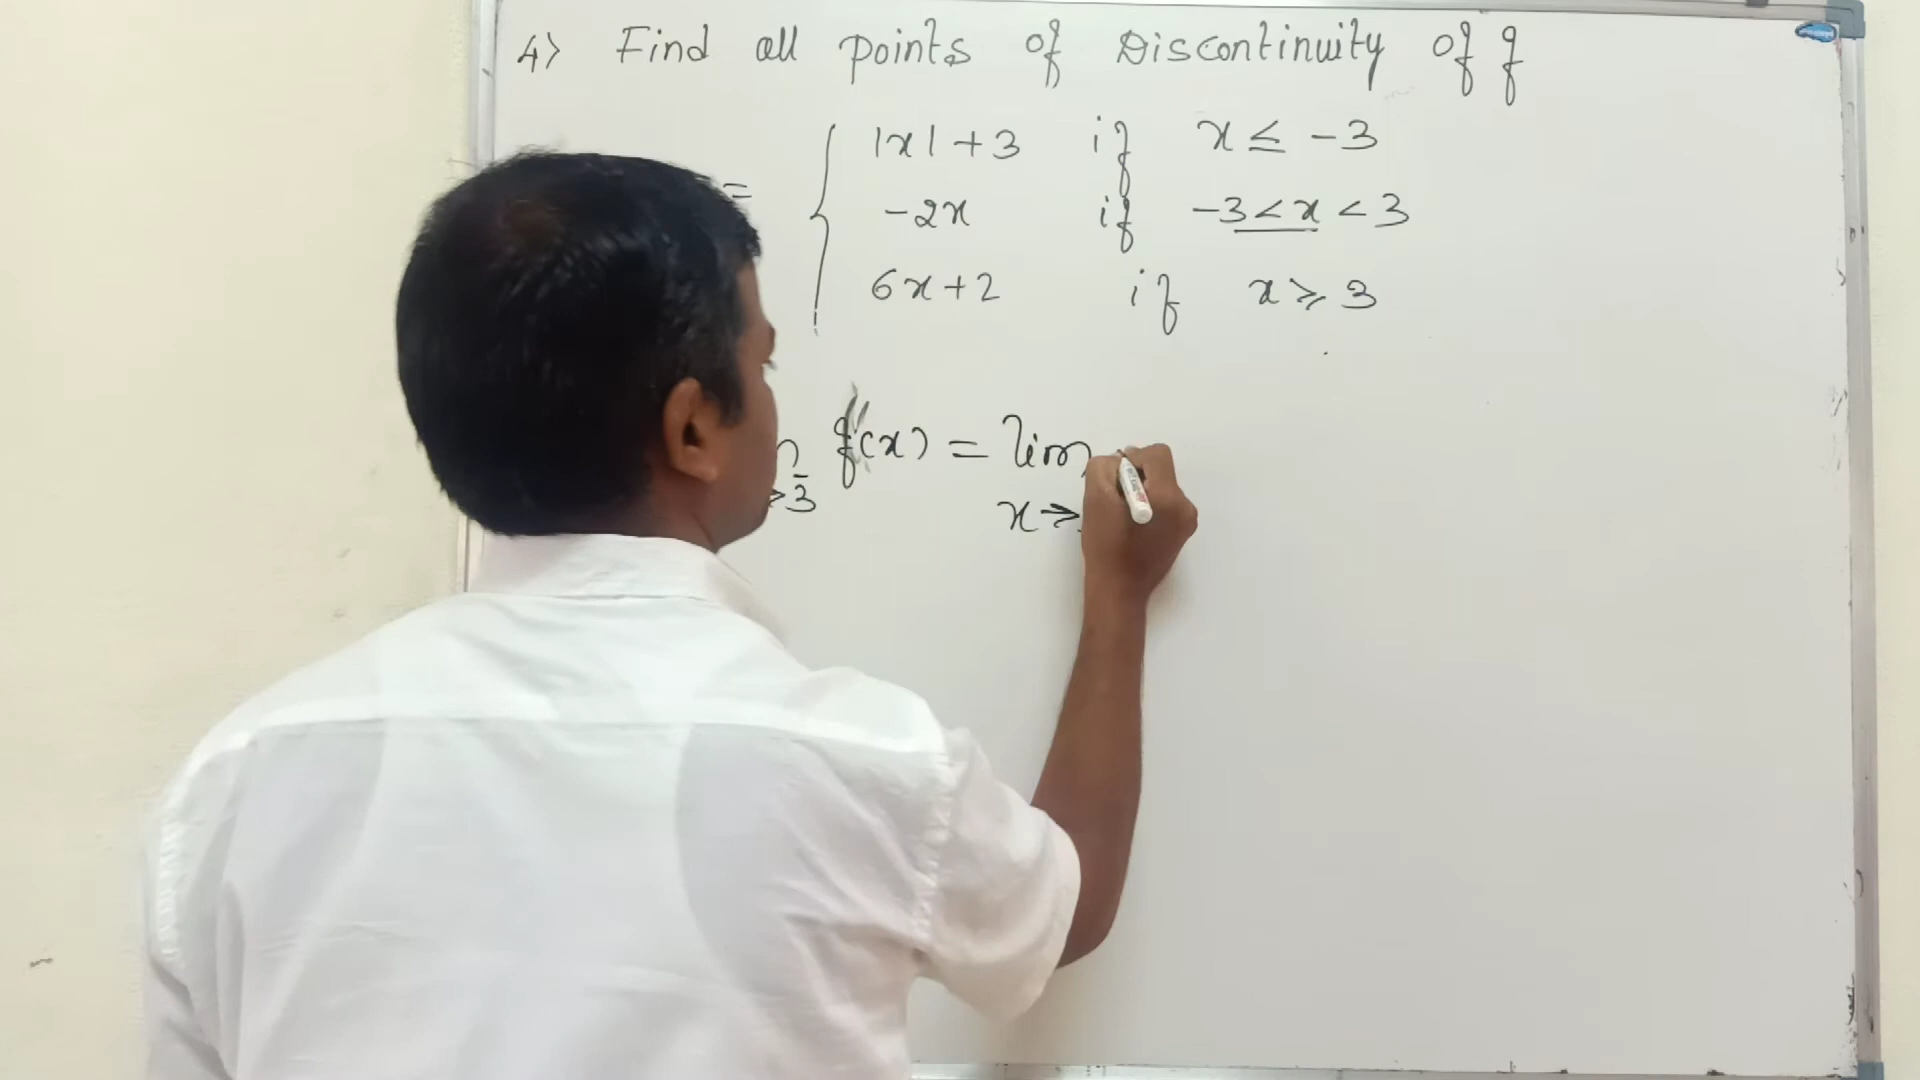 4) Find all points of Discontinuity of f
= { |x| + 3 if x ≤ -3
-2x if -3 < x < 3
6x+2 if x ≥ 3
f(x) = lim
→3̄ x →